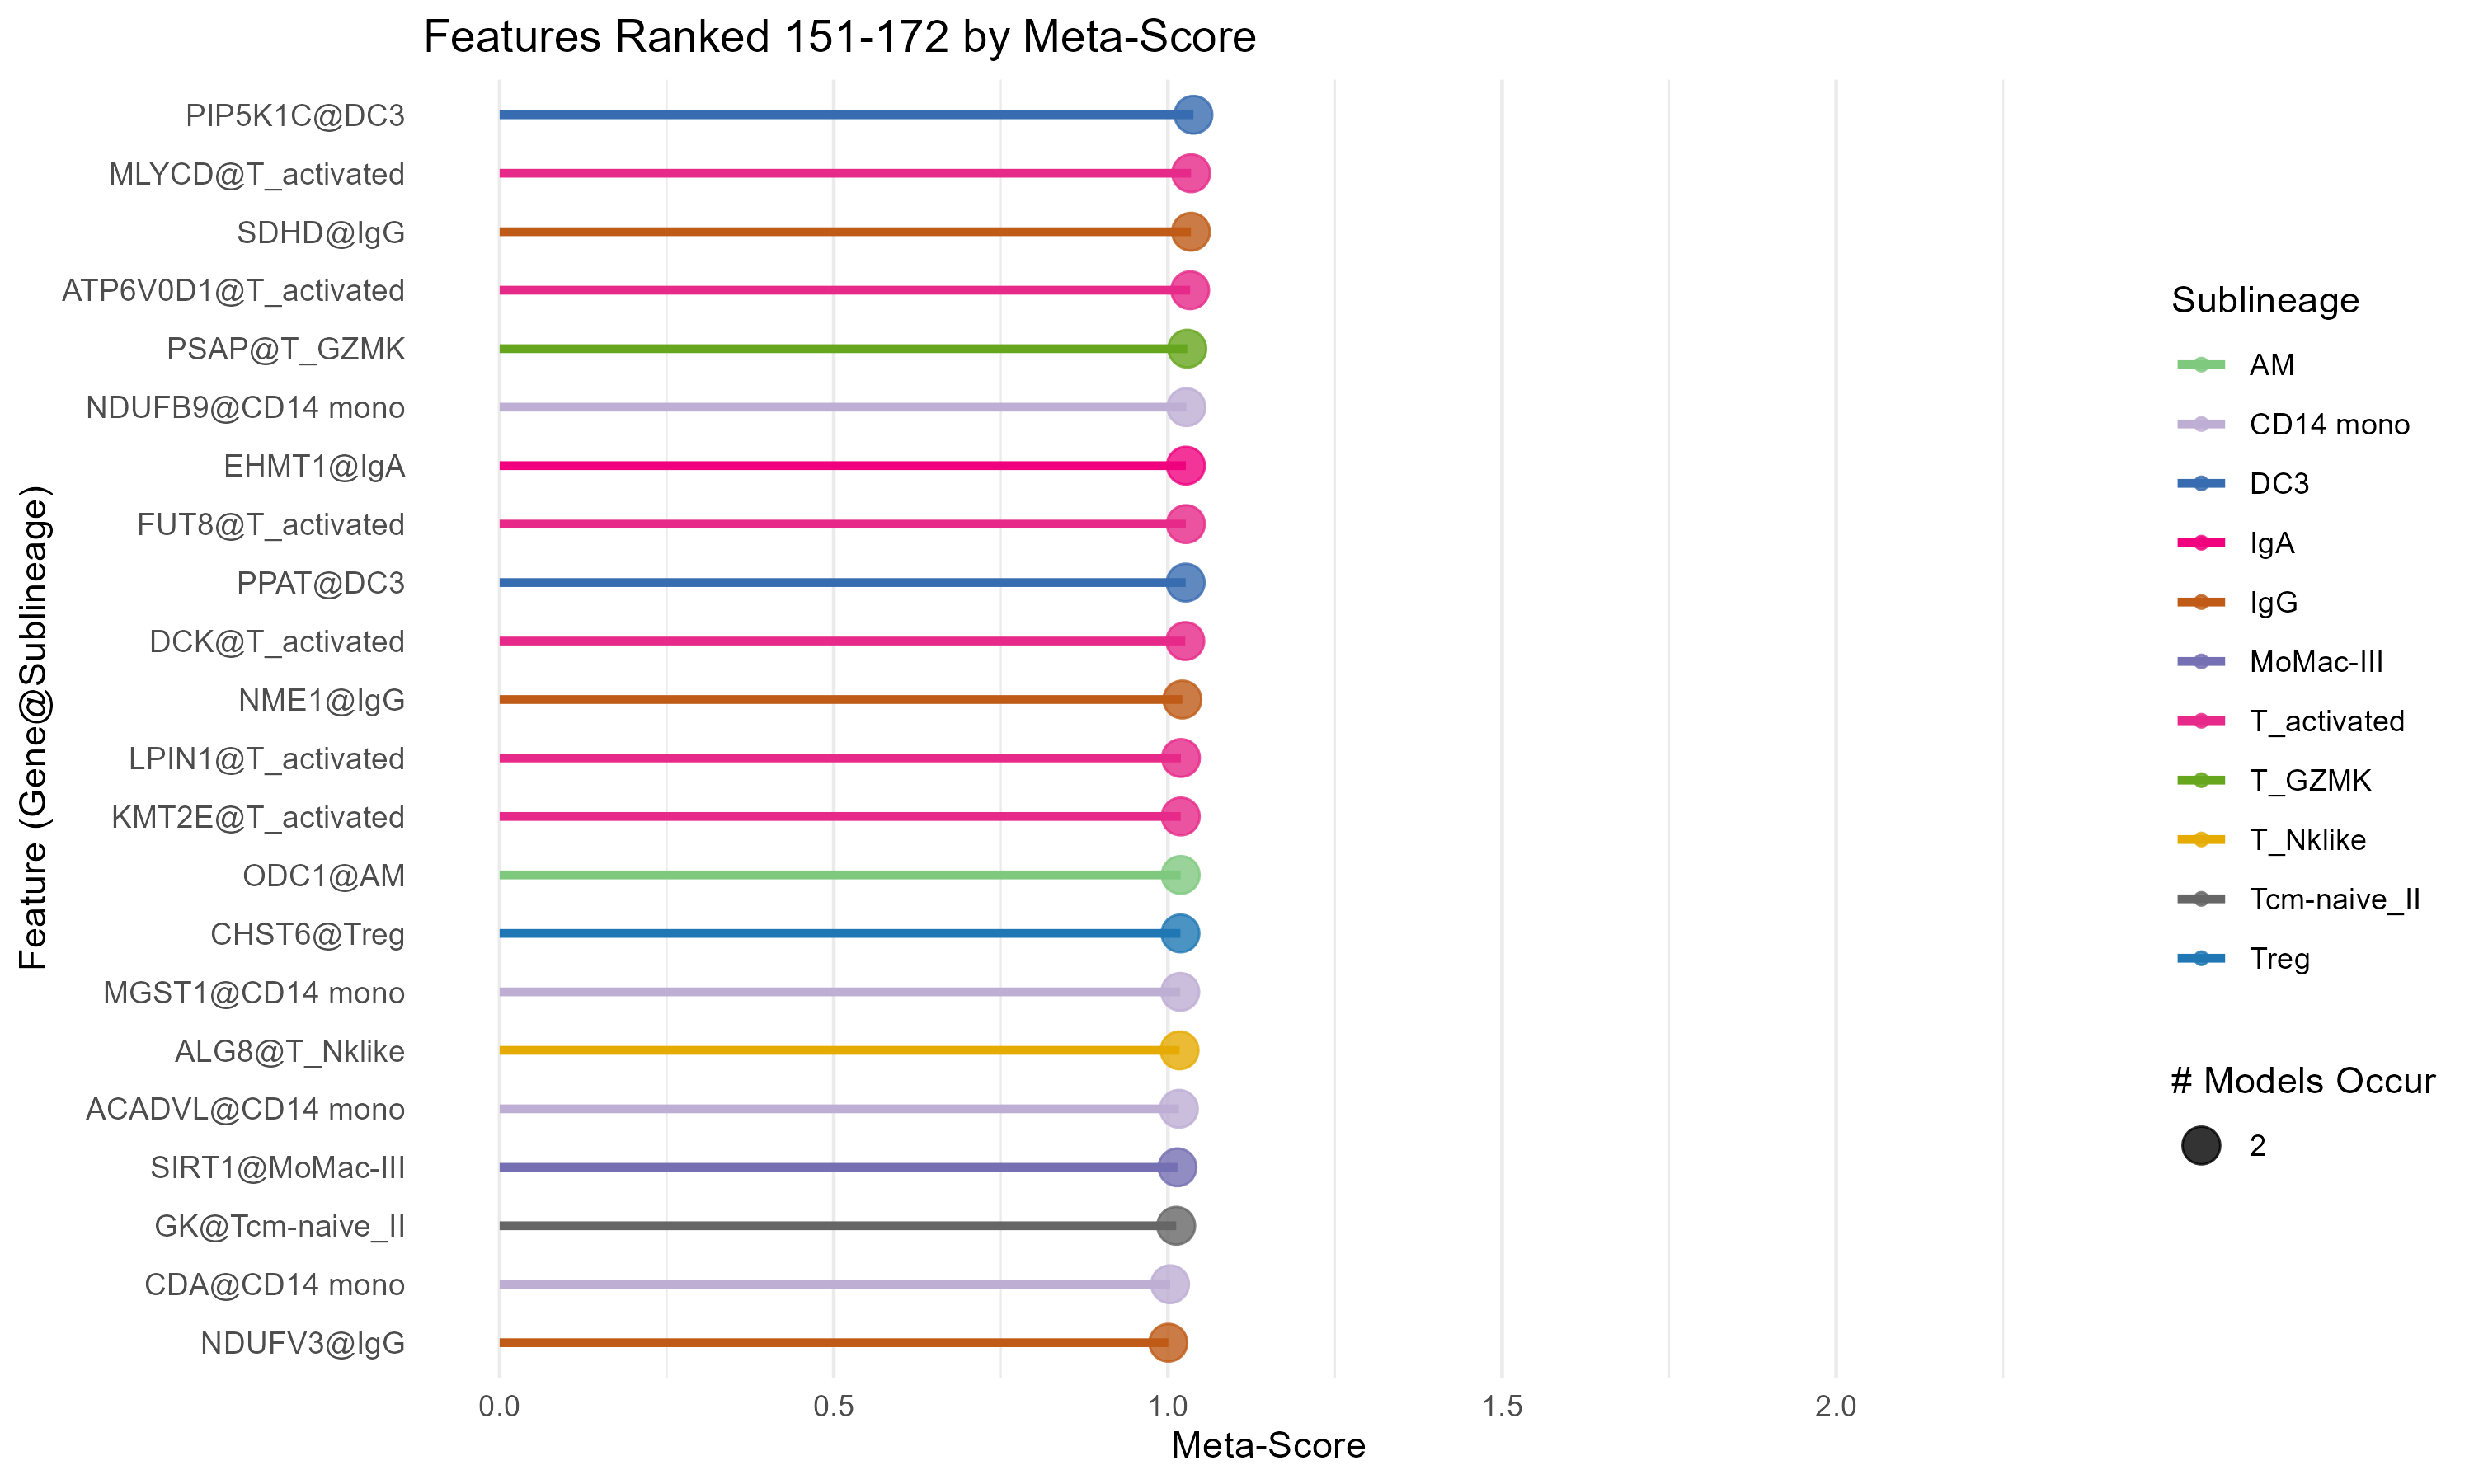 Features Ranked 151-172 by Meta-Score
Feature (Gene@Sublineage)
PIP5K1C@DC3
MLYCD@T_activated
SDHD@IgG
ATP6V0D1@T_activated
PSAP@T_GZMK
NDUFB9@CD14 mono
EHMT1@IgA
FUT8@T_activated
PPAT@DC3
DCK@T_activated
NME1@IgG
LPIN1@T_activated
KMT2E@T_activated
ODC1@AM
CHST6@Treg
MGST1@CD14 mono
ALG8@T_Nklike
ACADVL@CD14 mono
SIRT1@MoMac-III
GK@Tcm-naive_II
CDA@CD14 mono
NDUFV3@IgG
0.0 0.5 1.0 1.5 2.0
Meta-Score
Sublineage
AM
CD14 mono
DC3
IgA
IgG
MoMac-III
T_activated
T_GZMK
T_Nklike
Tcm-naive_II
Treg
# Models Occur
2